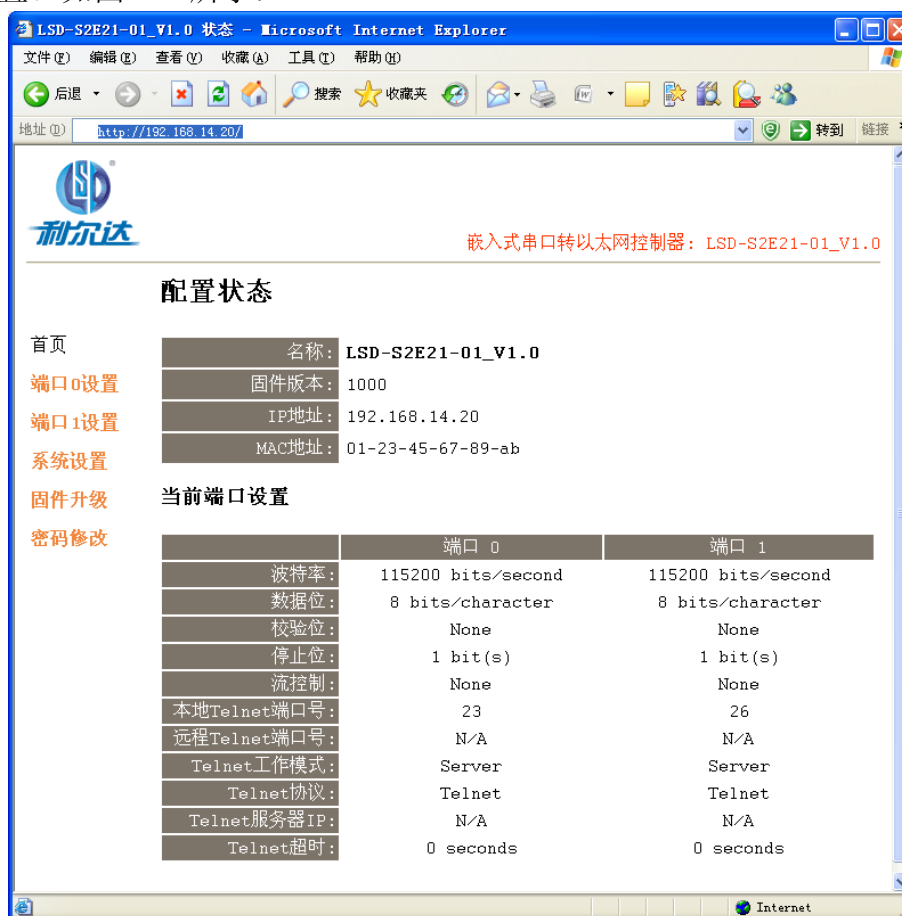 LSD-S2E21-01_V1.0 状态 - Microsoft Internet Explorer
文件(F) 编辑(E) 查看(V) 收藏(A) 工具(T) 帮助(H)
后退 搜索 收藏夹
地址(D) http://192.168.14.20/ 转到 链接
LSD
利尔达
嵌入式串口转以太网控制器: LSD-S2E21-01_V1.0
配置状态
首页
端口0设置
端口1设置
系统设置
固件升级
密码修改
名称: LSD-S2E21-01_V1.0
固件版本: 1000
IP地址: 192.168.14.20
MAC地址: 01-23-45-67-89-ab
当前端口设置
端口 0 端口 1
波特率: 115200 bits/second 115200 bits/second
数据位: 8 bits/character 8 bits/character
校验位: None None
停止位: 1 bit(s) 1 bit(s)
流控制: None None
本地Telnet端口号: 23 26
远程Telnet端口号: N/A N/A
Telnet工作模式: Server Server
Telnet协议: Telnet Telnet
Telnet服务器IP: N/A N/A
Telnet超时: 0 seconds 0 seconds
Internet